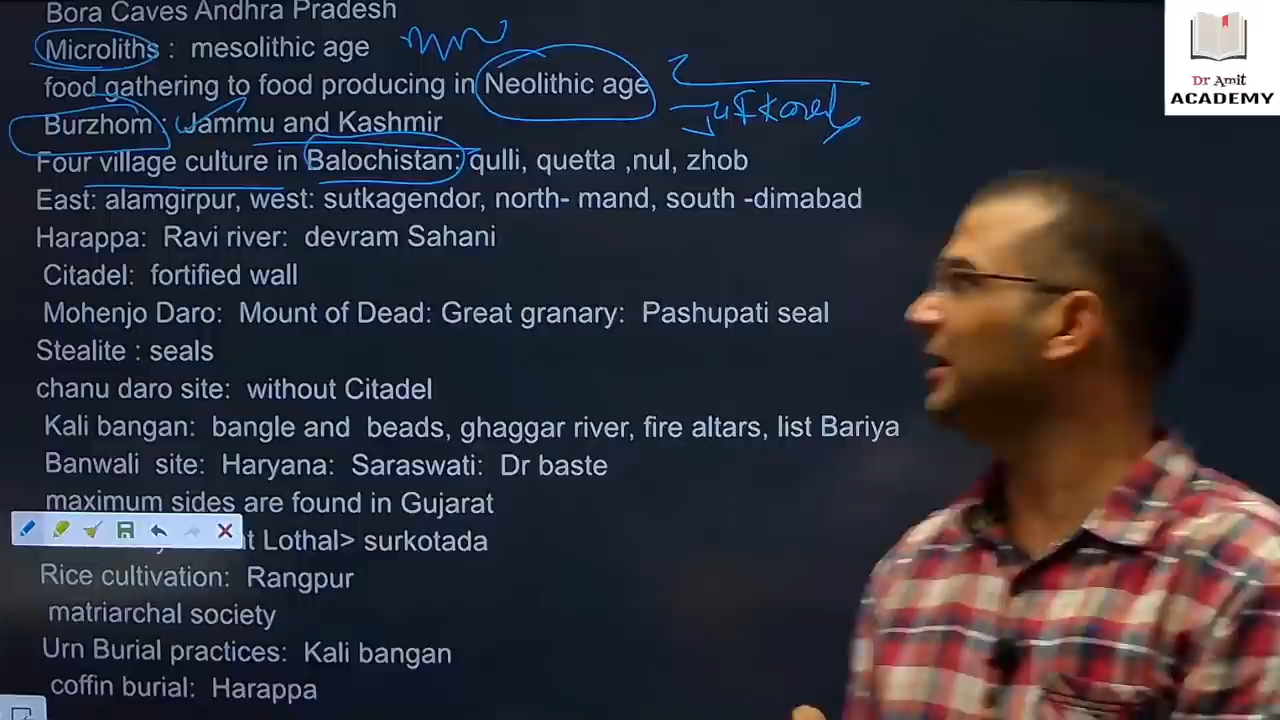 Bora Caves Andhra Pradesh
Microliths : mesolithic age
food gathering to food producing in Neolithic age
Burzhom : Jammu and Kashmir
Four village culture in Balochistan: qulli, quetta ,nul, zhob
East: alamgirpur, west: sutkagendor, north- mand, south -dimabad
Harappa: Ravi river: devram Sahani
Citadel: fortified wall
Mohenjo Daro: Mount of Dead: Great granary: Pashupati seal
Stealite : seals
chanu daro site: without Citadel
Kali bangan: bangle and beads, ghaggar river, fire altars, list Bariya
Banwali site: Haryana: Saraswati: Dr baste
maximum sides are found in Gujarat
Lothal> surkotada
Rice cultivation: Rangpur
matriarchal society
Urn Burial practices: Kali bangan
coffin burial: Harappa
Dr Amit
ACADEMY